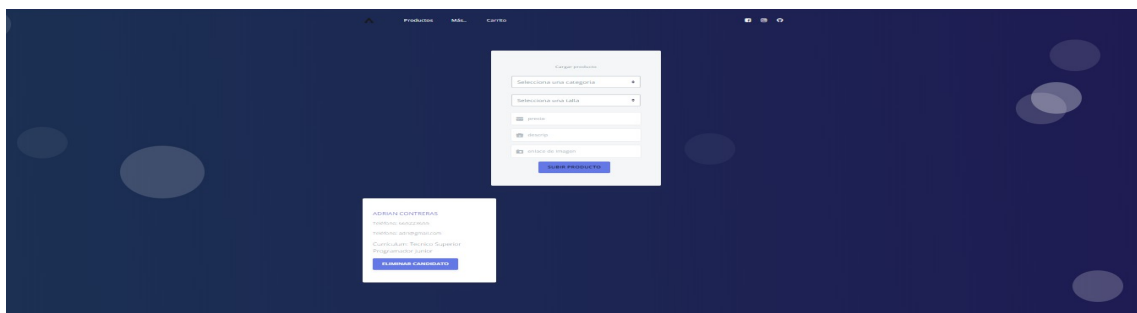 Productos Más.. Carrito
Cargar producto
Selecciona una categoría
Selecciona una talla
precio
descrip
enlace de imagen
SUBIR PRODUCTO
ADRIAN CONTRERAS
Curriculum: Tecnico Superior
Programador junior
ELIMINAR CANDIDATO